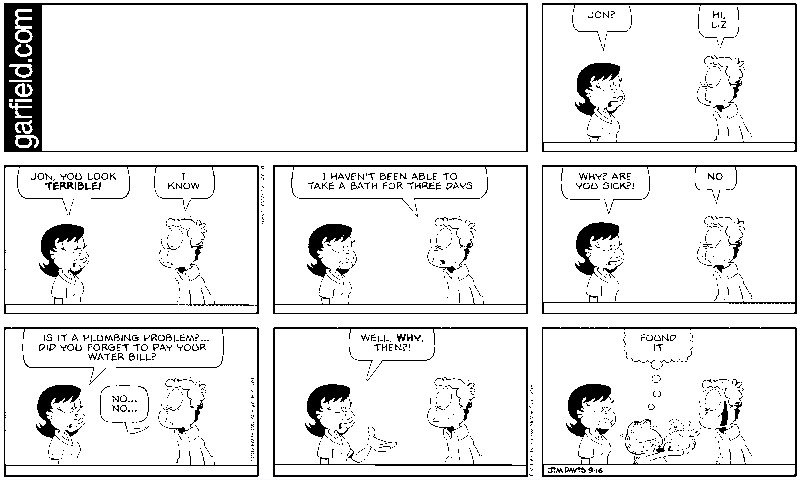 garfield.com
JON?
HI,
LIZ
JON, YOU LOOK
TERRIBLE!
I
KNOW
I HAVEN'T BEEN ABLE TO
TAKE A BATH FOR THREE DAYS
WHY? ARE
YOU SICK?!
NO
IS IT A PLUMBING PROBLEM?...
DID YOU FORGET TO PAY YOUR
WATER BILL?
NO...
NO...
WELL, WHY,
THEN?!
FOUND
IT
JIM DAVIS 9-16